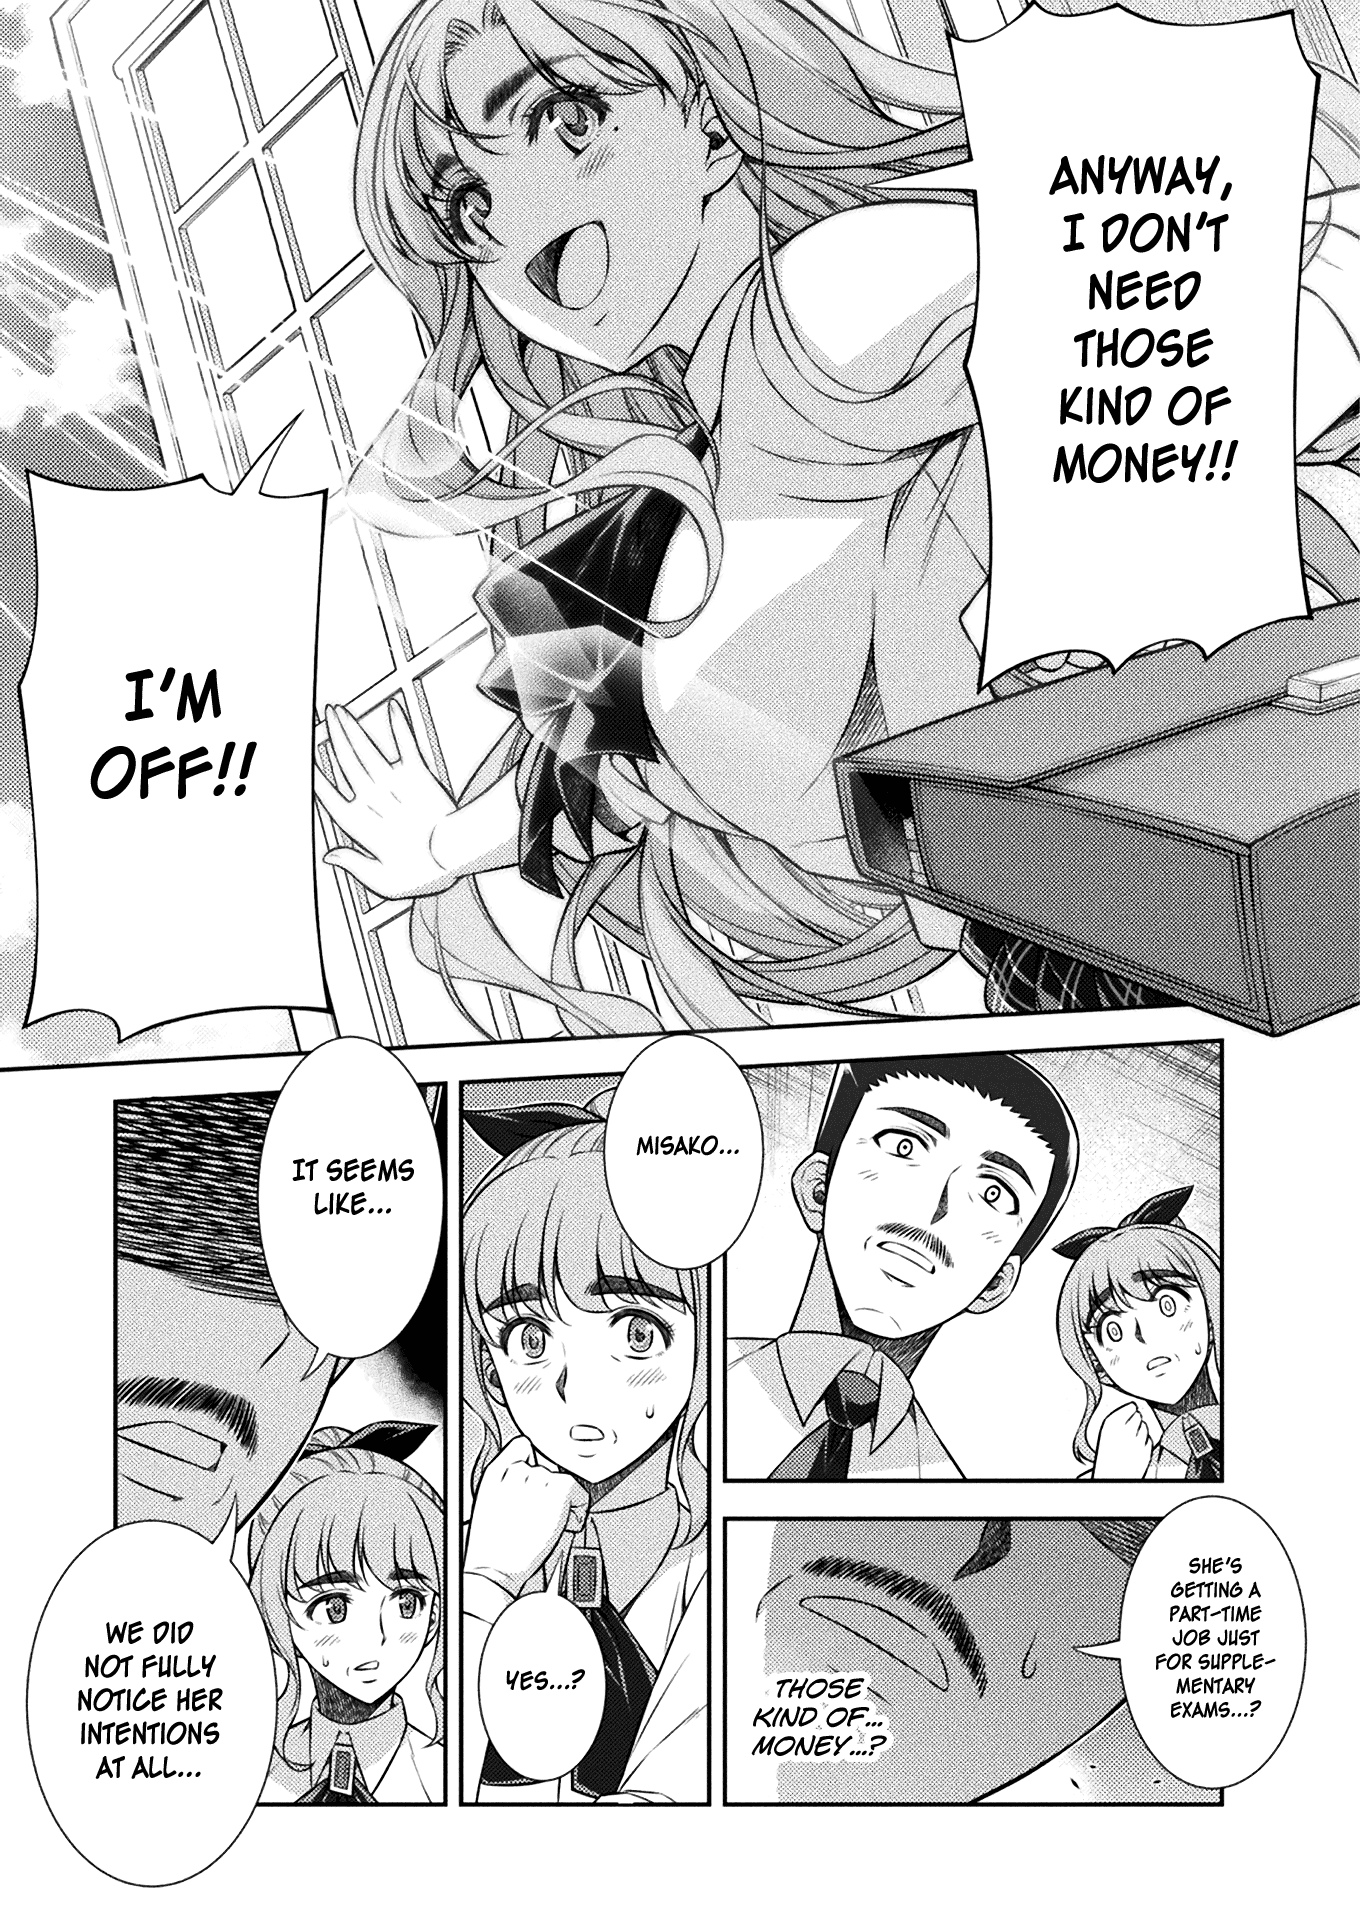 ANYWAY,
I DON'T
NEED
THOSE
KIND OF
MONEY!!
I'M
OFF!!
SHE'S
GETTING A
PART-TIME
JOB JUST
FOR SUPPLE-
MENTARY
EXAMS...?
THOSE
KIND OF...
MONEY...?
MISAKO...
YES...?
IT SEEMS
LIKE...
WE DID
NOT FULLY
NOTICE HER
INTENTIONS
AT ALL...